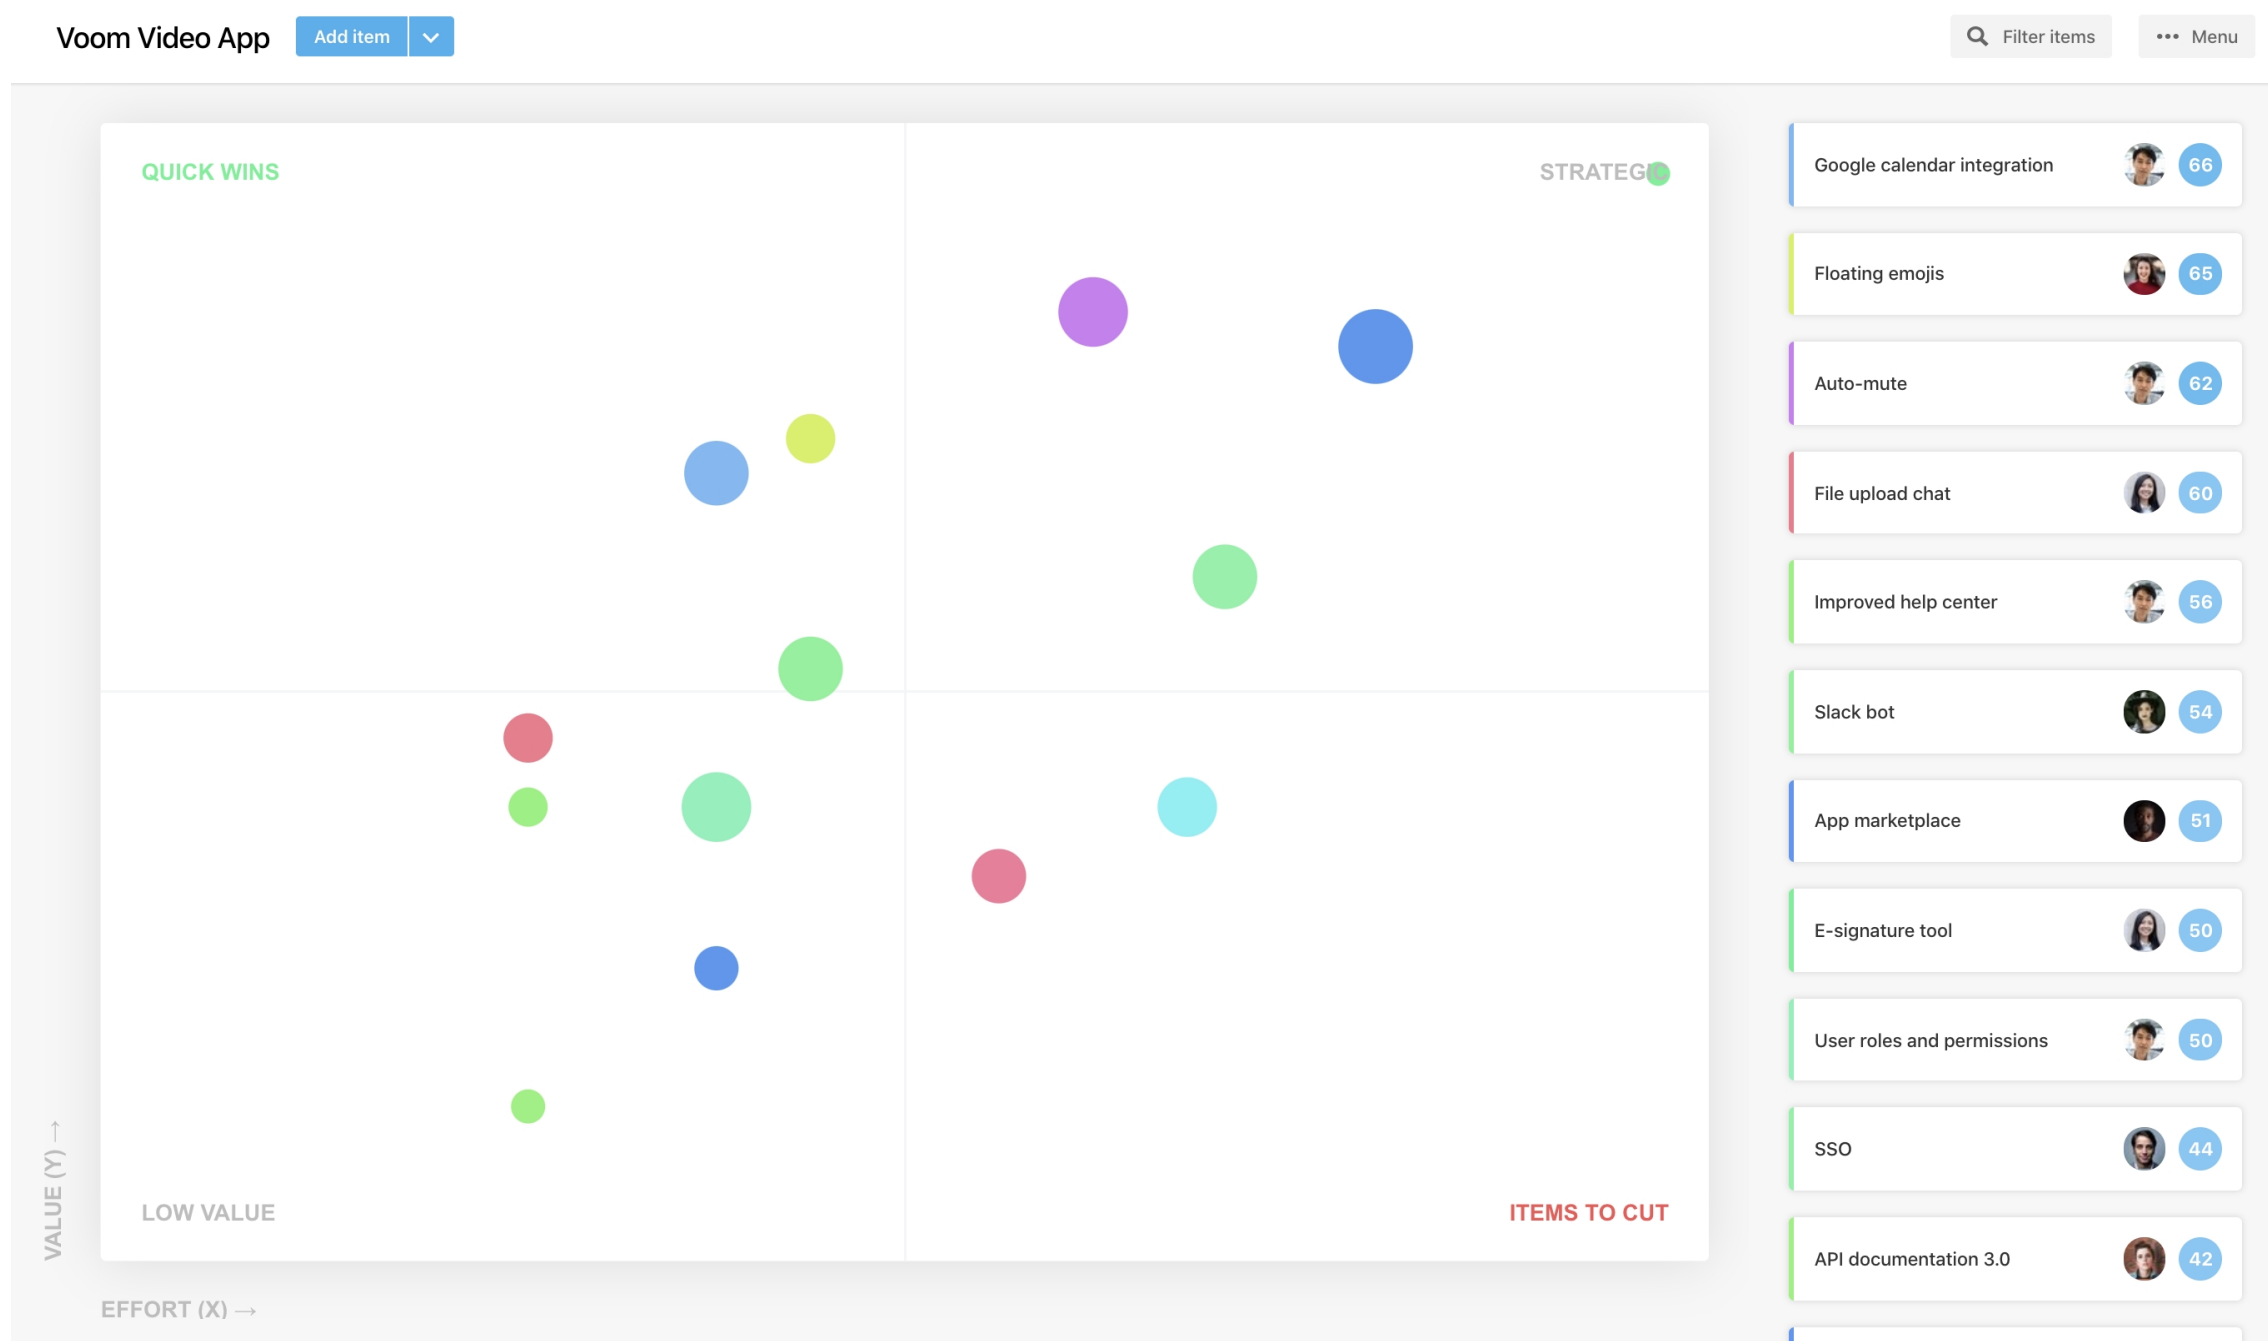 Voom Video App
Add item
Filter items
Menu
QUICK WINS
STRATEGIC
LOW VALUE
ITEMS TO CUT
VALUE (Y) →
EFFORT (X) →
Google calendar integration 66
Floating emojis 65
Auto-mute 62
File upload chat 60
Improved help center 56
Slack bot 54
App marketplace 51
E-signature tool 50
User roles and permissions 50
SSO 44
API documentation 3.0 42